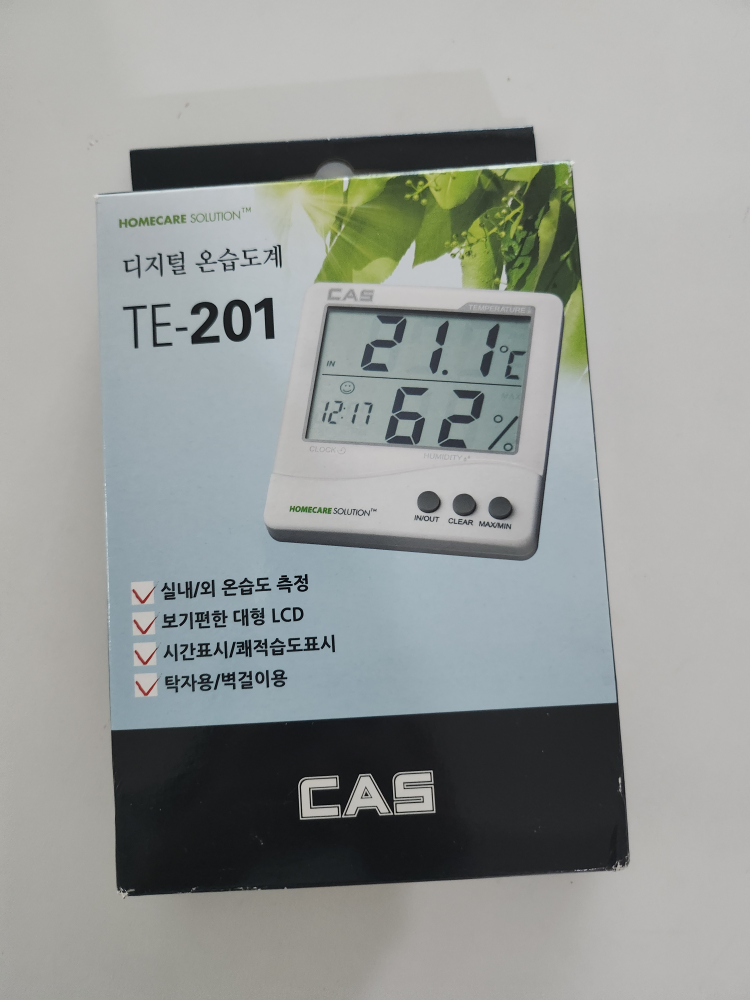 HOMECARE SOLUTION™
디지털 온습도계
TE-201
CAS
TEMPERATURE
IN
21.1°C
12:17
62%
CLOCK
HUMIDITY
HOMECARE SOLUTION™
IN/OUT CLEAR MAX/MIN
실내/외 온습도 측정
보기편한 대형 LCD
시간표시/쾌적습도표시
탁자용/벽걸이용
CAS